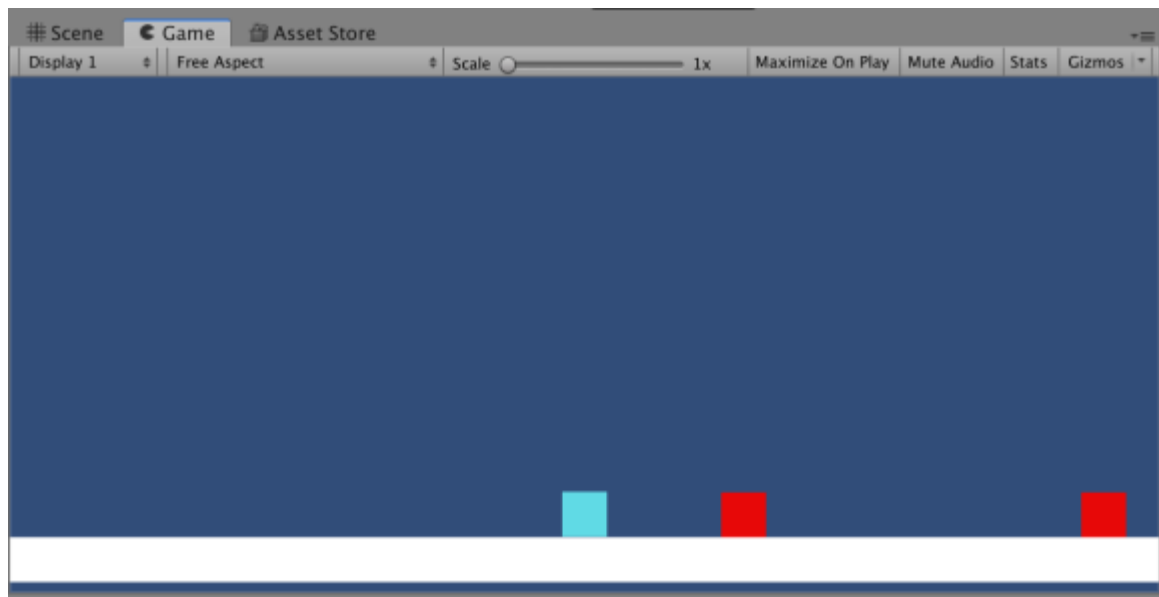 Scene Game Asset Store
Display 1 Free Aspect Scale 1x Maximize On Play Mute Audio Stats Gizmos